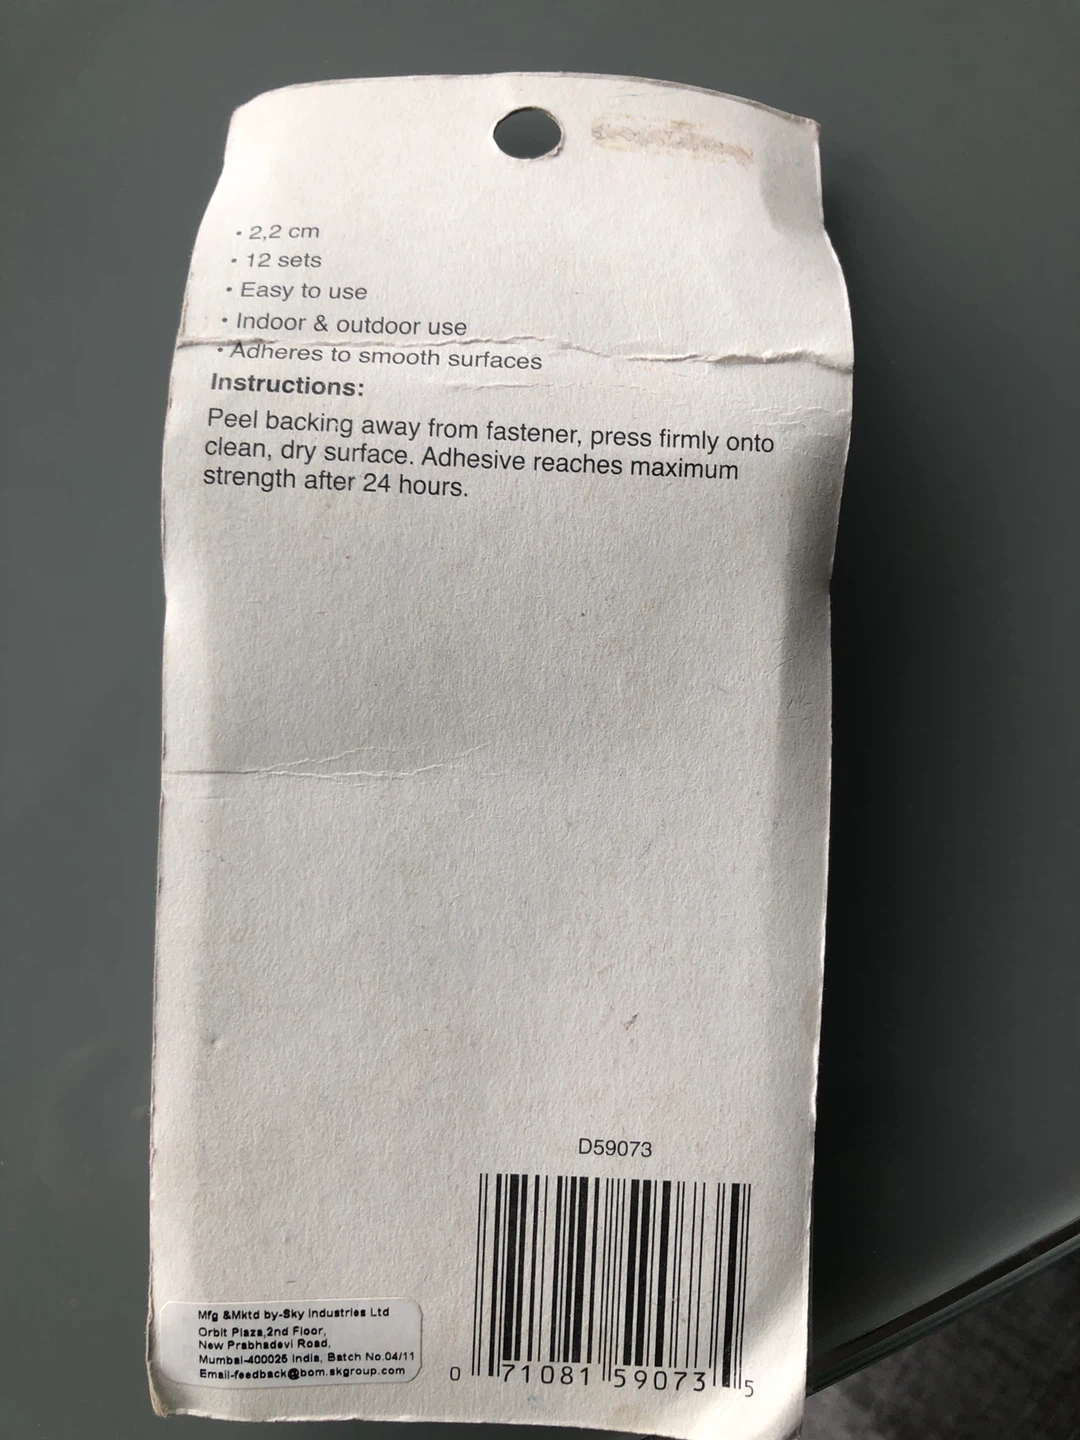 • 2,2 cm
• 12 sets
• Easy to use
• Indoor & outdoor use
• Adheres to smooth surfaces
Instructions:
Peel backing away from fastener, press firmly onto
clean, dry surface. Adhesive reaches maximum
strength after 24 hours.
D59073
Mfg &Mktd by-Sky Industries Ltd
Orbit Plaza,2nd Floor,
New Prabhadevi Road,
Mumbai-400025 India, Batch No.04/11
Email-feedback@bom.skgroup.com
0 71081 59073 5